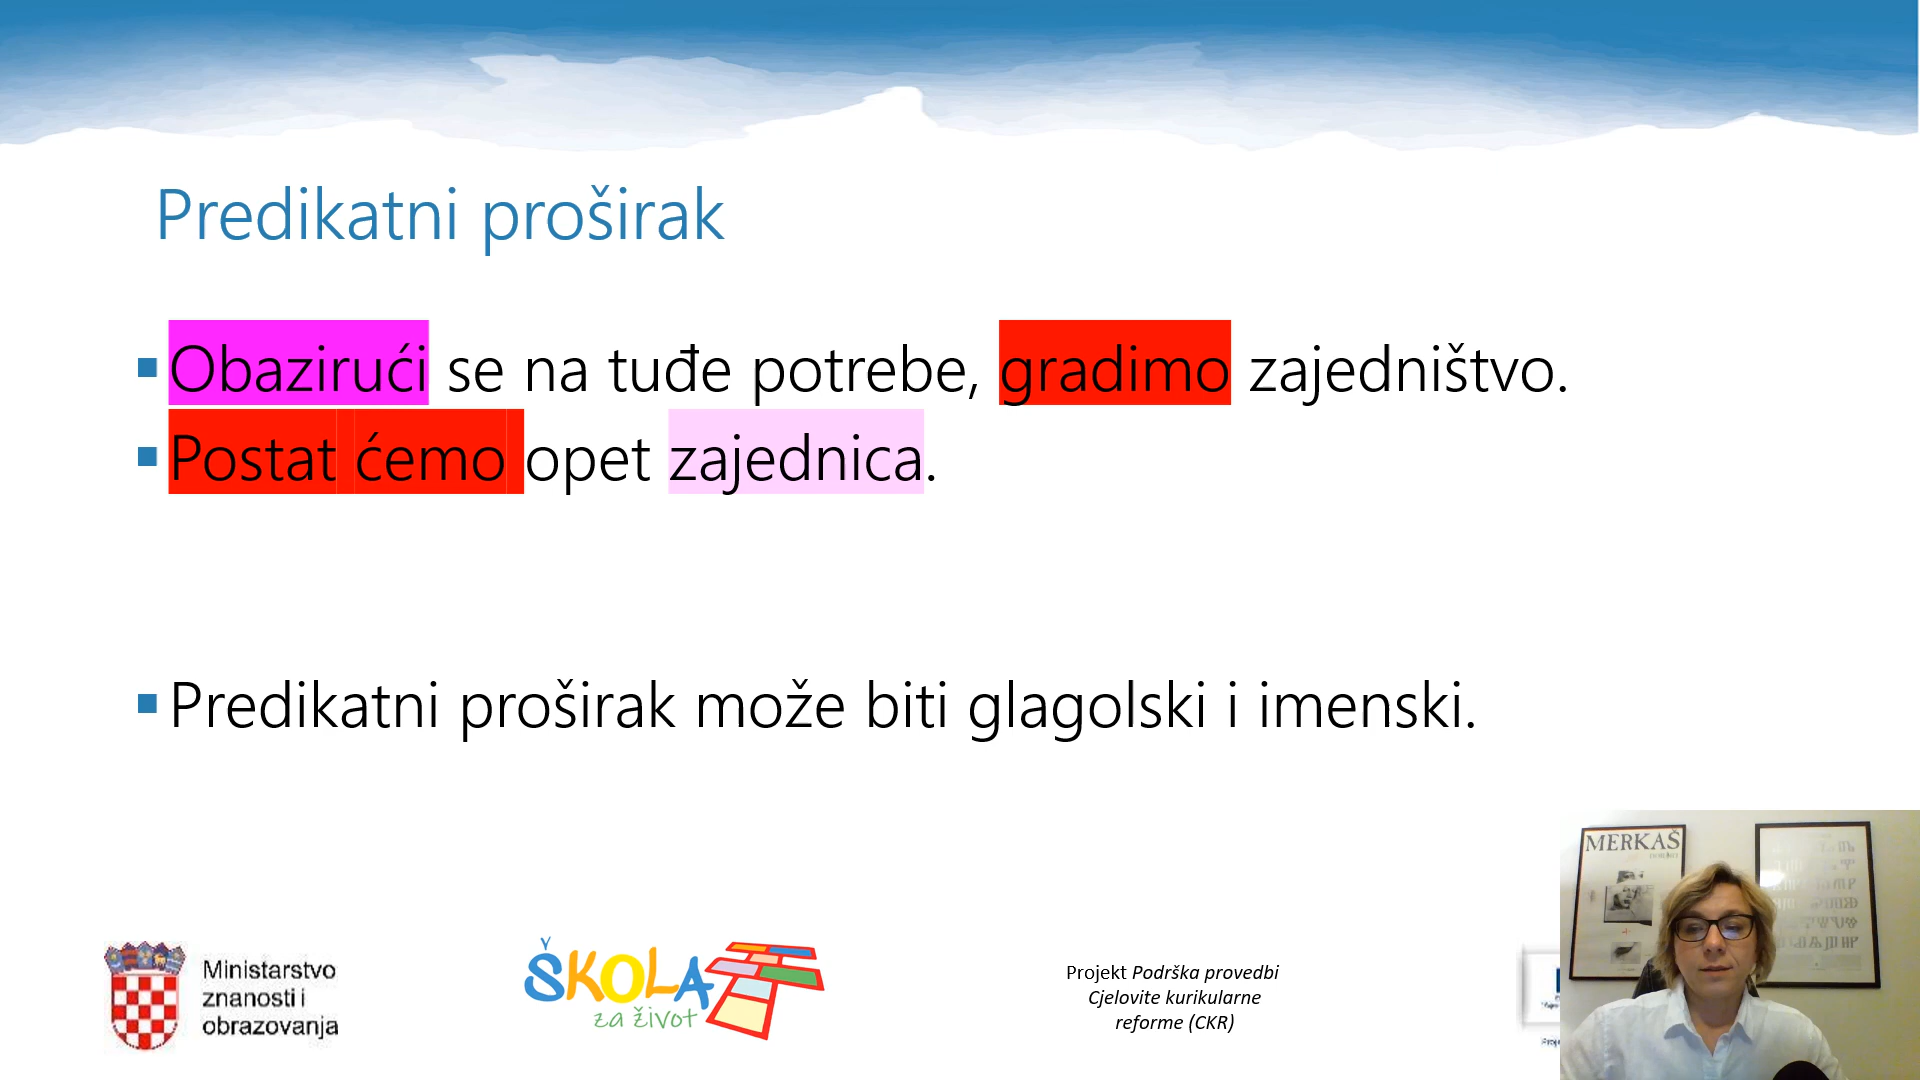 Predikatni proširak
Obazirući se na tuđe potrebe, gradimo zajedništvo.
Postat ćemo opet zajednica.
Predikatni proširak može biti glagolski i imenski.
Ministarstvo
znanosti i
obrazovanja
ŠKOLA
za život
Projekt Podrška provedbi
Cjelovite kurikularne
reforme (CKR)
MERKAŠ